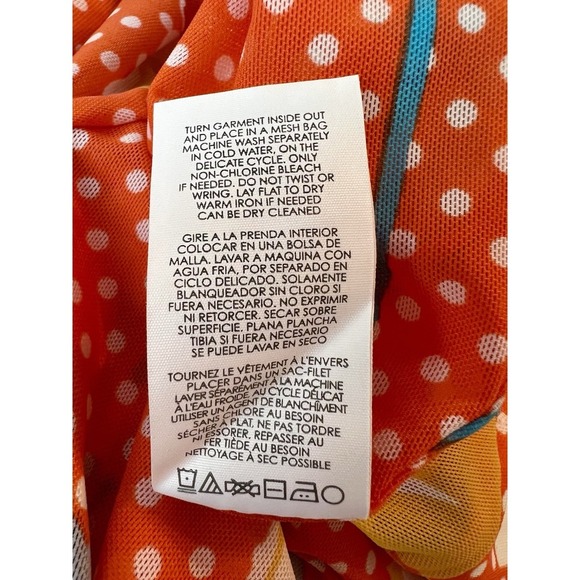 TURN GARMENT INSIDE OUT
AND PLACE IN A MESH BAG
MACHINE WASH SEPARATELY
IN COLD WATER, ON THE
DELICATE CYCLE. ONLY
NON-CHLORINE BLEACH
IF NEEDED. DO NOT TWIST OR
WRING. LAY FLAT TO DRY
WARM IRON IF NEEDED
CAN BE DRY CLEANED
GIRE A LA PRENDA INTERIOR
COLOCAR EN UNA BOLSA DE
MALLA. LAVAR A MAQUINA CON
AGUA FRIA, POR SEPARADO EN
CICLO DELICADO. SOLAMENTE
BLANQUEADOR SIN CLORO SI
FUERA NECESARIO. NO EXPRIMIR
NI RETORCER. SECAR SOBRE
SUPERFICIE. PLANA PLANCHA
TIBIA SI FUERA NECESARIO
SE PUEDE LAVAR EN SECO
TOURNEZ LE VÊTEMENT À L'ENVERS
PLACER DANS UN SAC-FILET
LAVER SÉPARÉMENT À LA MACHINE
À L'EAU FROIDE, AU CYCLE DÉLICAT
UTILISER UN AGENT DE BLANCHÎMENT
SANS CHLORE AU BESOIN
SÉCHER À PLAT, NE PAS TORDRE
NI ESSORER, REPASSER AU
FER TIÈDE AU BESOIN
NETTOYAGE À SEC POSSIBLE